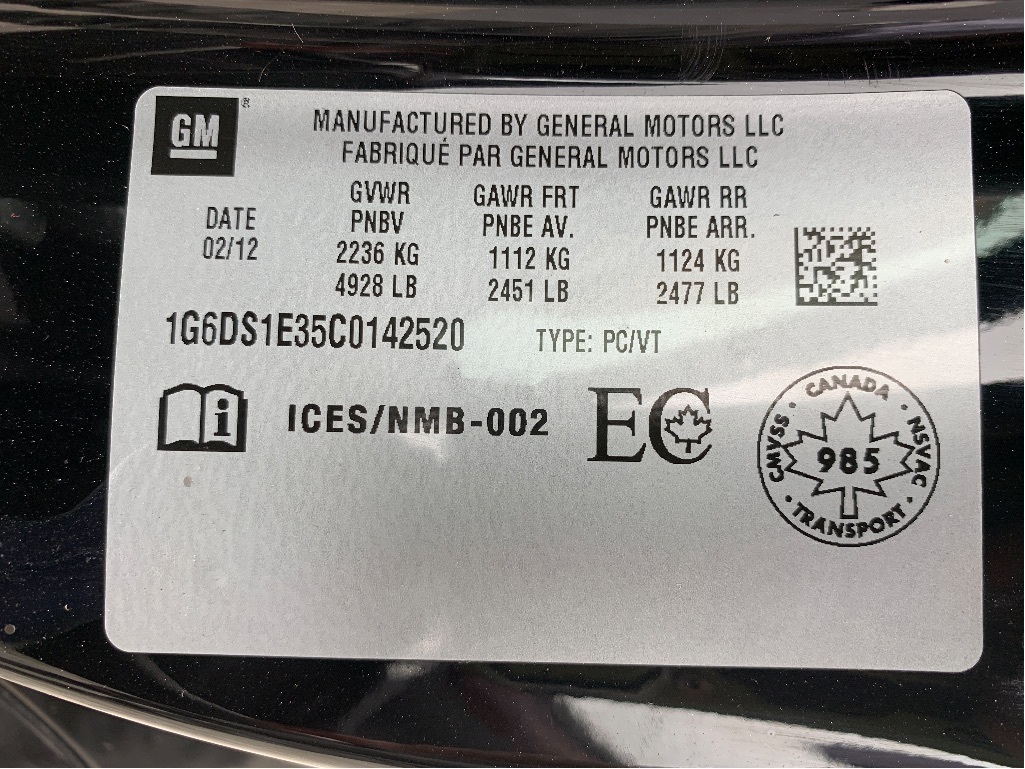 GM®
MANUFACTURED BY GENERAL MOTORS LLC
FABRIQUÉ PAR GENERAL MOTORS LLC
DATE
02/12
GVWR
PNBV
2236 KG
4928 LB
GAWR FRT
PNBE AV.
1112 KG
2451 LB
GAWR RR
PNBE ARR.
1124 KG
2477 LB
1G6DS1E35C0142520 TYPE: PC/VT
i ICES/NMB-002 EC
CANADA
CMVSS · 985 · NSVAC
· TRANSPORT ·